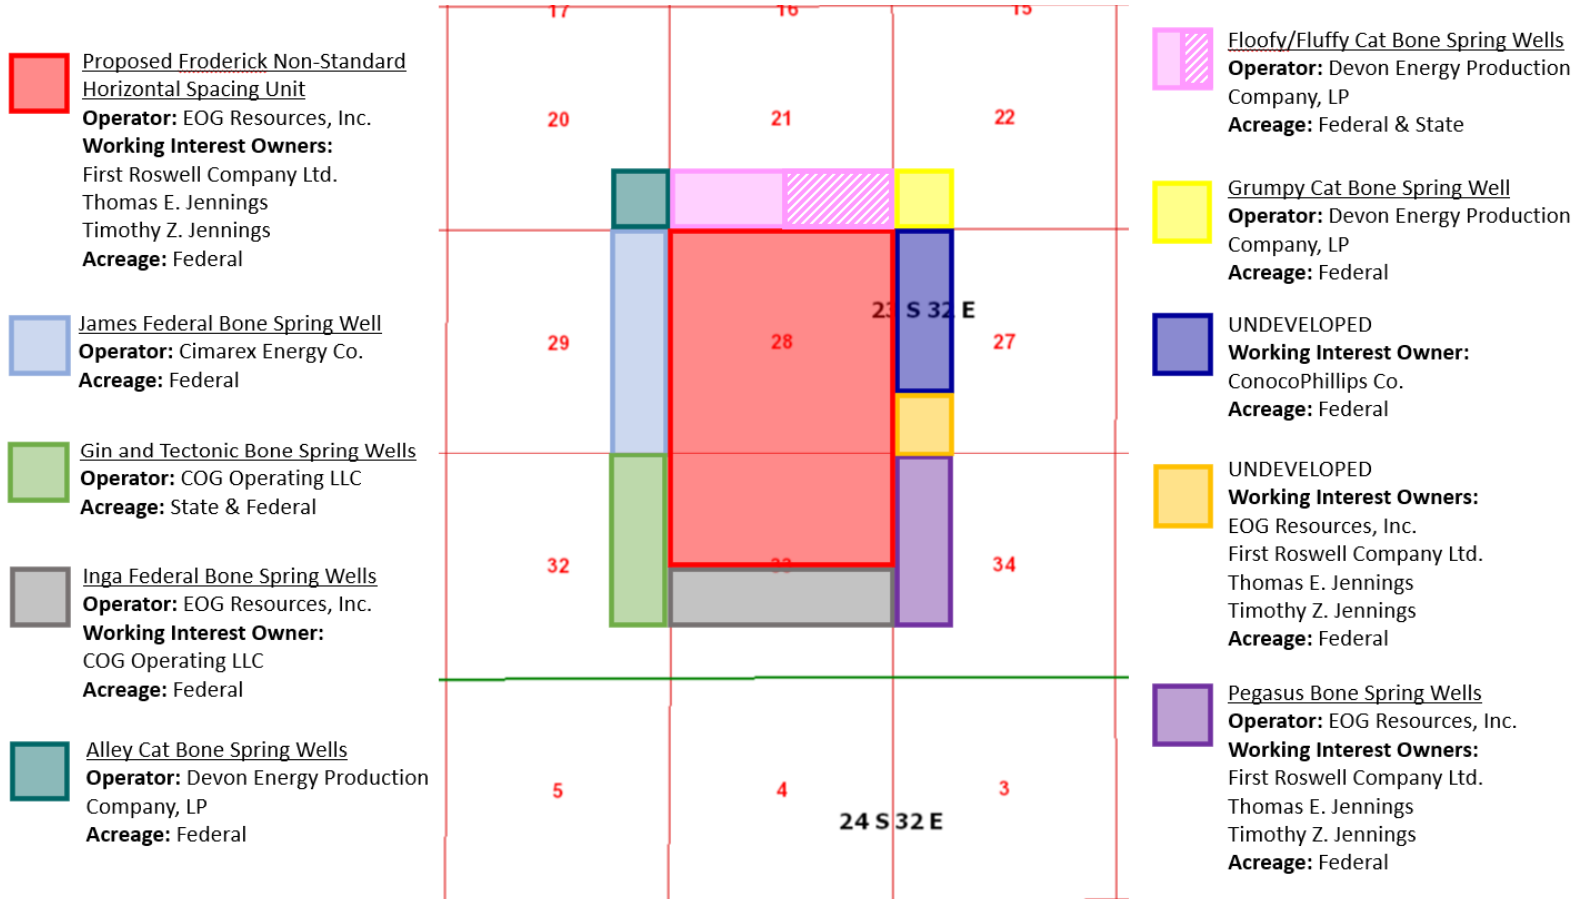 Proposed Froderick Non-Standard
Horizontal Spacing Unit
Operator: EOG Resources, Inc.
Working Interest Owners:
First Roswell Company Ltd.
Thomas E. Jennings
Timothy Z. Jennings
Acreage: Federal
James Federal Bone Spring Well
Operator: Cimarex Energy Co.
Acreage: Federal
Gin and Tectonic Bone Spring Wells
Operator: COG Operating LLC
Acreage: State & Federal
Inga Federal Bone Spring Wells
Operator: EOG Resources, Inc.
Working Interest Owner:
COG Operating LLC
Acreage: Federal
Alley Cat Bone Spring Wells
Operator: Devon Energy Production
Company, LP
Acreage: Federal
17 16 15
20 21 22
23 S 32 E
29 28 27
32 33 34
5 4 3
24 S 32 E
Floofy/Fluffy Cat Bone Spring Wells
Operator: Devon Energy Production
Company, LP
Acreage: Federal & State
Grumpy Cat Bone Spring Well
Operator: Devon Energy Production
Company, LP
Acreage: Federal
UNDEVELOPED
Working Interest Owner:
ConocoPhillips Co.
Acreage: Federal
UNDEVELOPED
Working Interest Owners:
EOG Resources, Inc.
First Roswell Company Ltd.
Thomas E. Jennings
Timothy Z. Jennings
Acreage: Federal
Pegasus Bone Spring Wells
Operator: EOG Resources, Inc.
Working Interest Owners:
First Roswell Company Ltd.
Thomas E. Jennings
Timothy Z. Jennings
Acreage: Federal